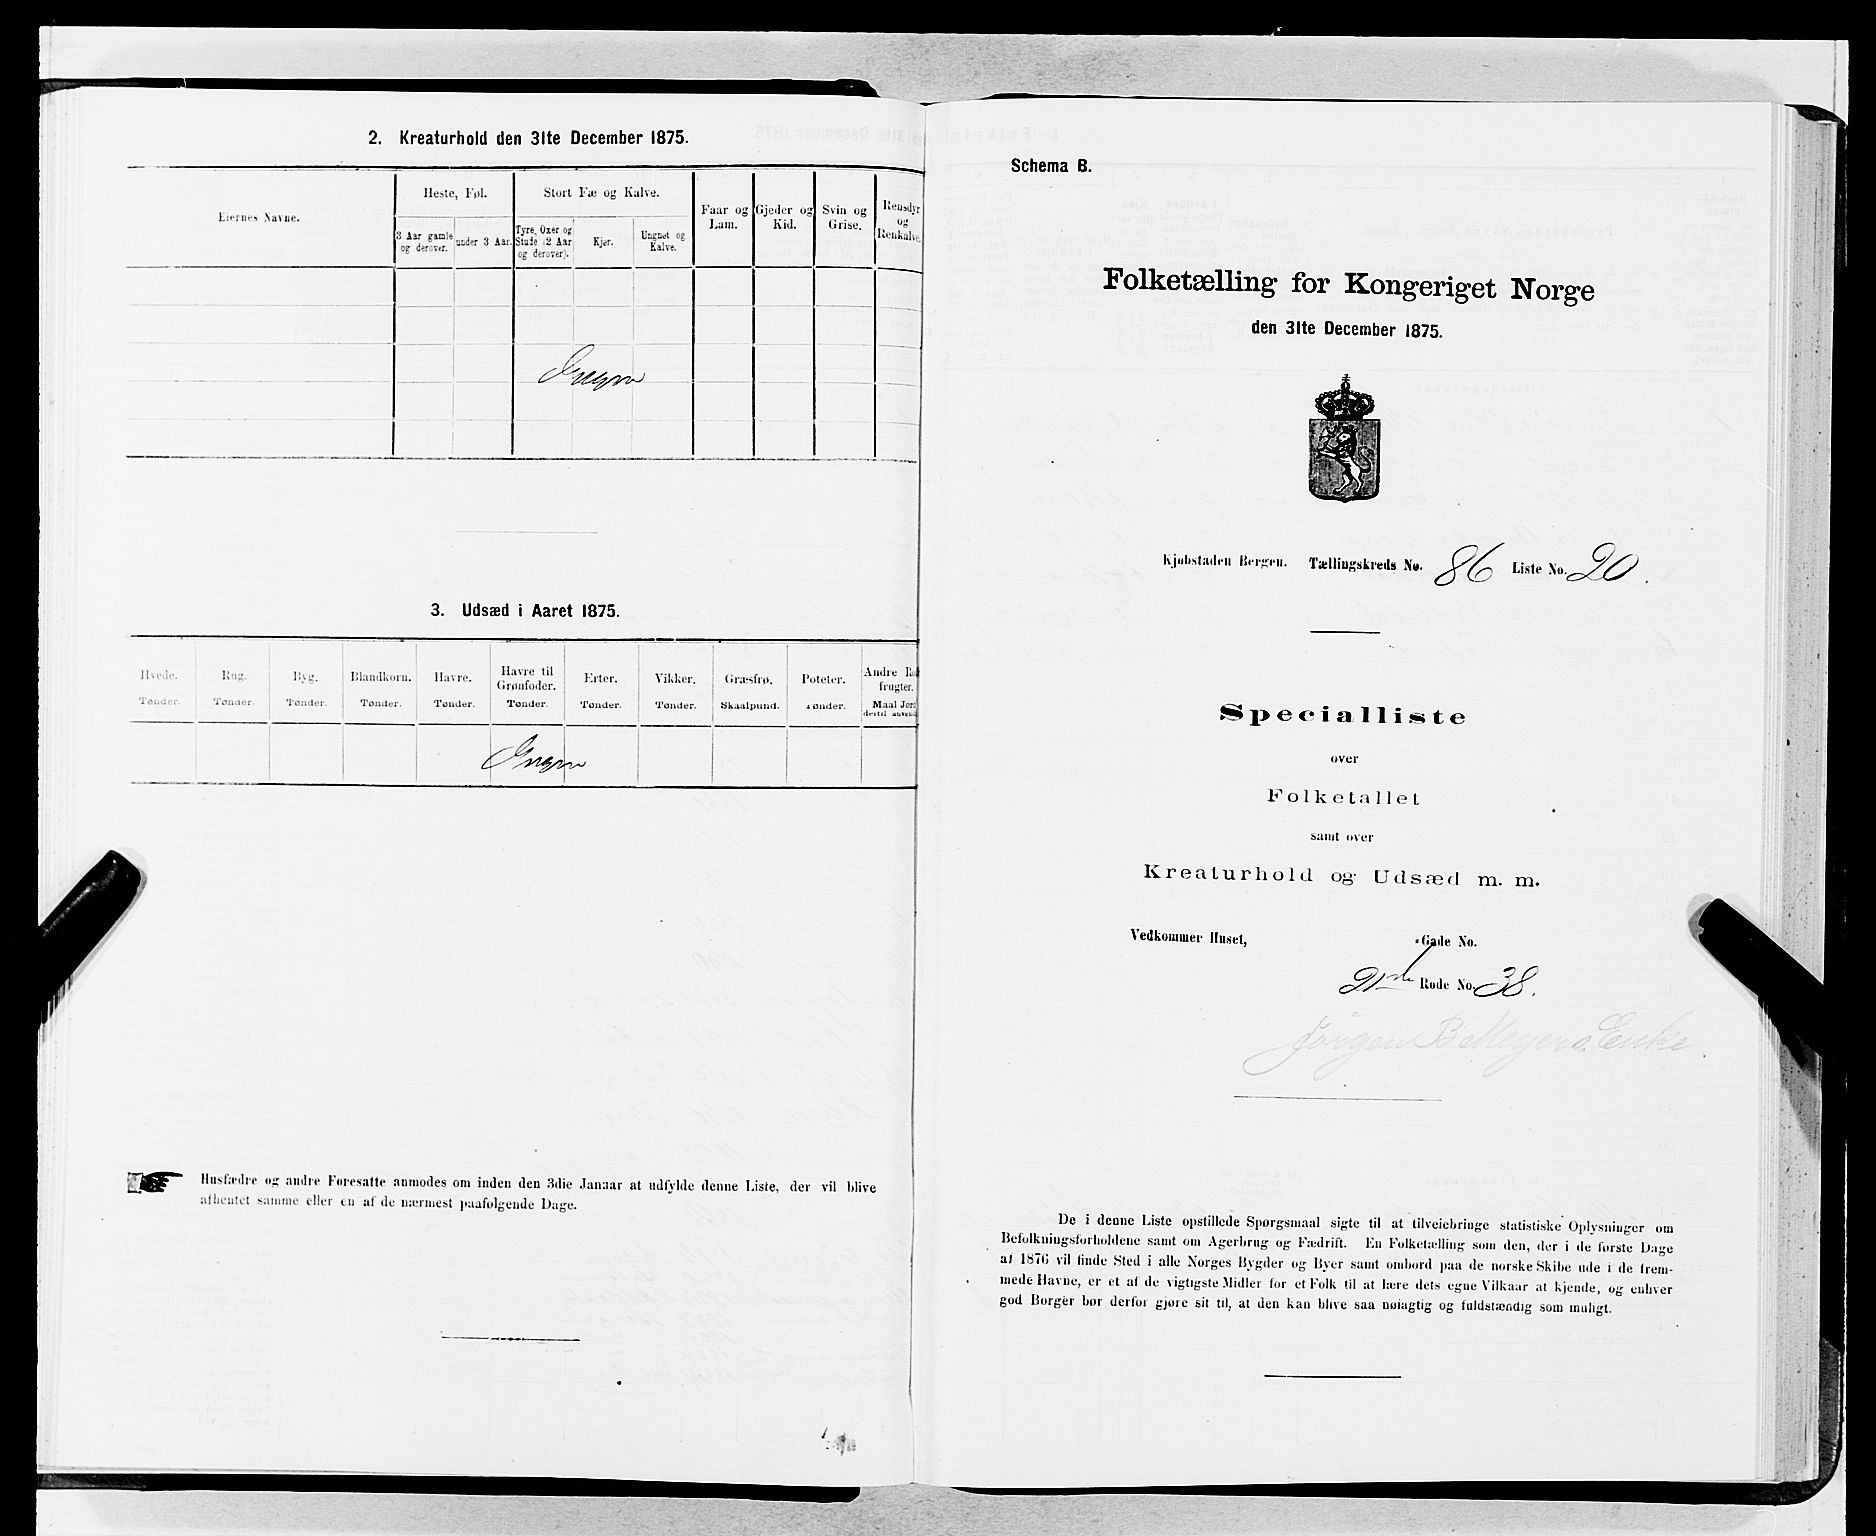 2. Kreaturhold den 31te December 1875.
Eiernes Navne.
Heste, Føl.
3 Aar gamle og derover.
under 3 Aar.
Stort Fæ og Kalve.
Tyre, Oxer og Stude (2 Aar og derover).
Kjør.
Ungnøt og Kalve.
Faar og Lam.
Gjeder og Kid.
Svin og Grise.
Rensdyr og Renkalve.
Ingen
3. Udsæd i Aaret 1875.
Hvede. Tønder.
Rug. Tønder.
Byg. Tønder.
Blandkorn. Tønder.
Havre. Tønder.
Havre til Grønfoder. Tønder.
Erter. Tønder.
Vikker. Tønder.
Græsfrø. Skaalpund.
Poteter. Tønder.
Andre Rodfrugter. Maal Jord dertil anvendt
Ingen
Husfædre og andre Foresatte anmodes om inden den 3die Januar at udfylde denne Liste, der vil blive
afhentet samme eller en af de nærmest paafølgende Dage.
Schema B.
Folketælling for Kongeriget Norge
den 31te December 1875.
Kjøbstaden Bergen. Tællingskreds No. 86 Liste No. 20.
Specialliste
over
Folketallet
samt over
Kreaturhold og Udsæd m. m.
Vedkommer Huset, -Gade No.
21de Rode No. 38.
Jørgen B Meyers Enke.
De i denne Liste opstillede Spørgsmaal sigte til at tilveiebringe statistiske Oplysninger om
Befolkningsforholdene samt om Agerbrug og Fædrift. En Folketælling som den, der i de første Dage
af 1876 vil finde Sted i alle Norges Bygder og Byer samt ombord paa de norske Skibe ude i de frem-
mede Havne, er et af de vigtigste Midler for et Folk til at lære dets egne Vilkaar at kjende, og enhver
god Borger bør derfor gjøre sit til, at den kan blive saa nøiagtig og fuldstændig som muligt.